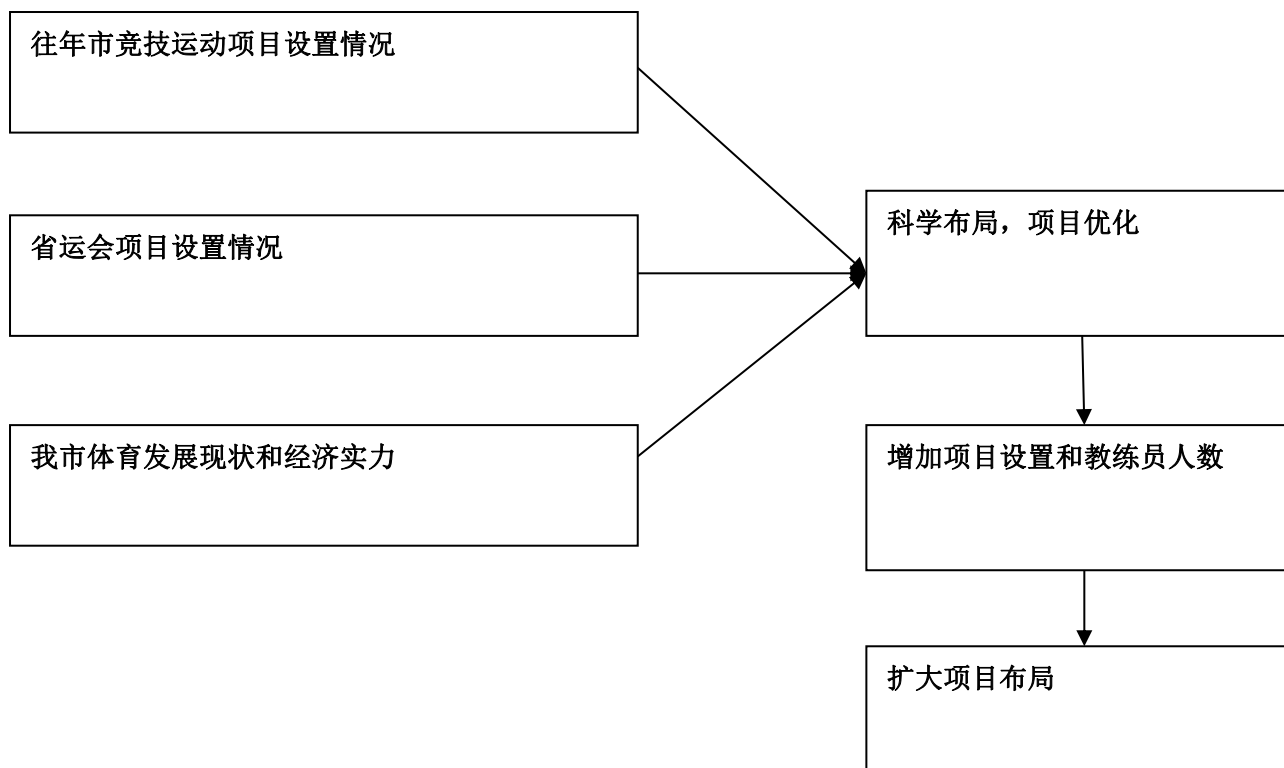 往年市竞技运动项目设置情况
省运会项目设置情况
我市体育发展现状和经济实力
科学布局，项目优化
增加项目设置和教练员人数
扩大项目布局